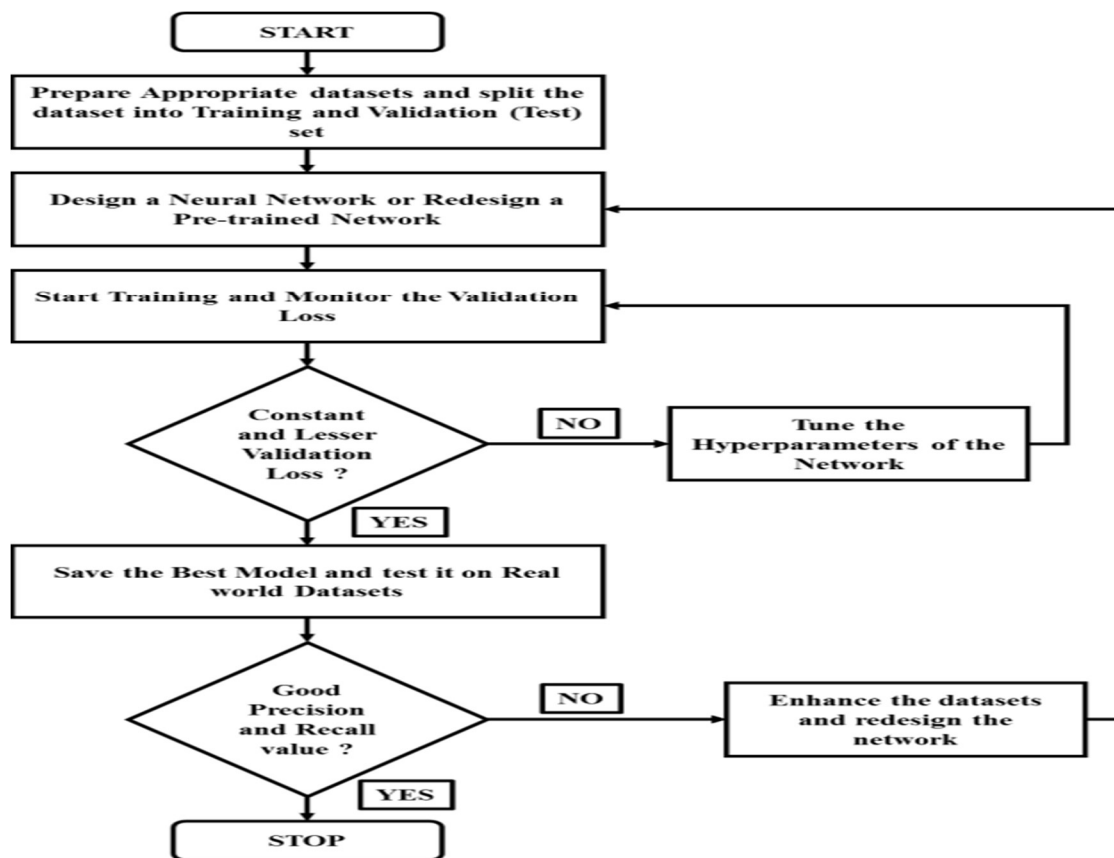 START
Prepare Appropriate datasets and split the
dataset into Training and Validation (Test)
set
Design a Neural Network or Redesign a
Pre-trained Network
Start Training and Monitor the Validation
Loss
Constant
and Lesser
Validation
Loss ?
NO
Tune the
Hyperparameters of the
Network
YES
Save the Best Model and test it on Real
world Datasets
Good
Precision
and Recall
value ?
NO
Enhance the datasets
and redesign the
network
YES
STOP